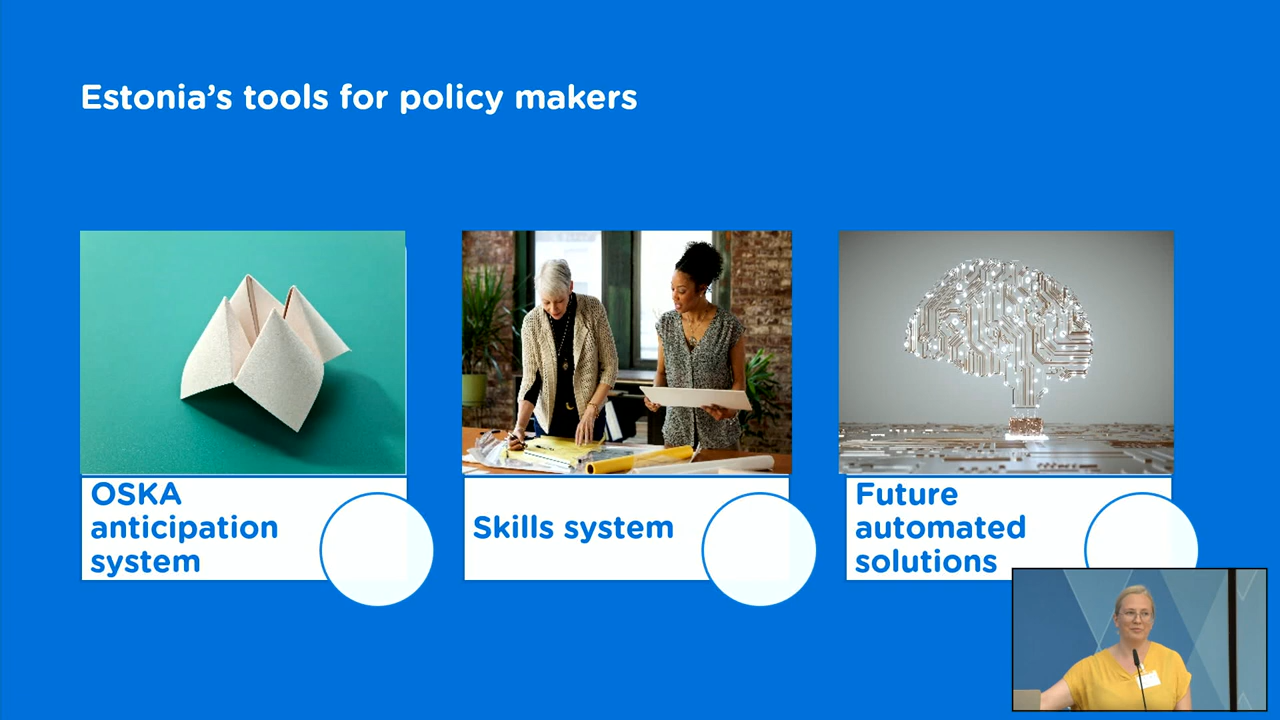 Estonia's tools for policy makers
OSKA
anticipation
system
Skills system
Future
automated
solutions